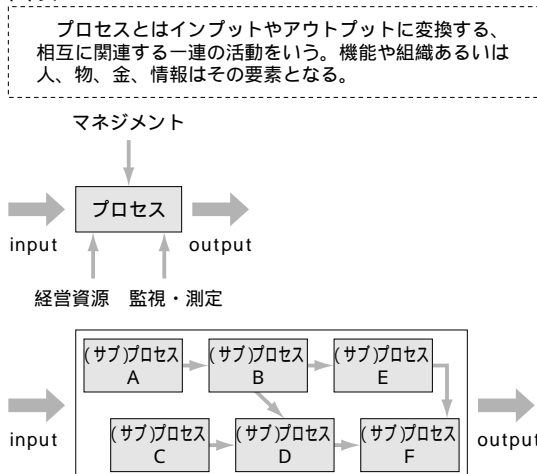 プロセスとはインプットやアウトプットに変換する、
相互に関連する一連の活動をいう。機能や組織あるいは
人、物、金、情報はその要素となる。
マネジメント
プロセス
input
output
経営資源 監視・測定
(サブ)プロセス
A
(サブ)プロセス
B
(サブ)プロセス
E
input
output
(サブ)プロセス
C
(サブ)プロセス
D
(サブ)プロセス
F